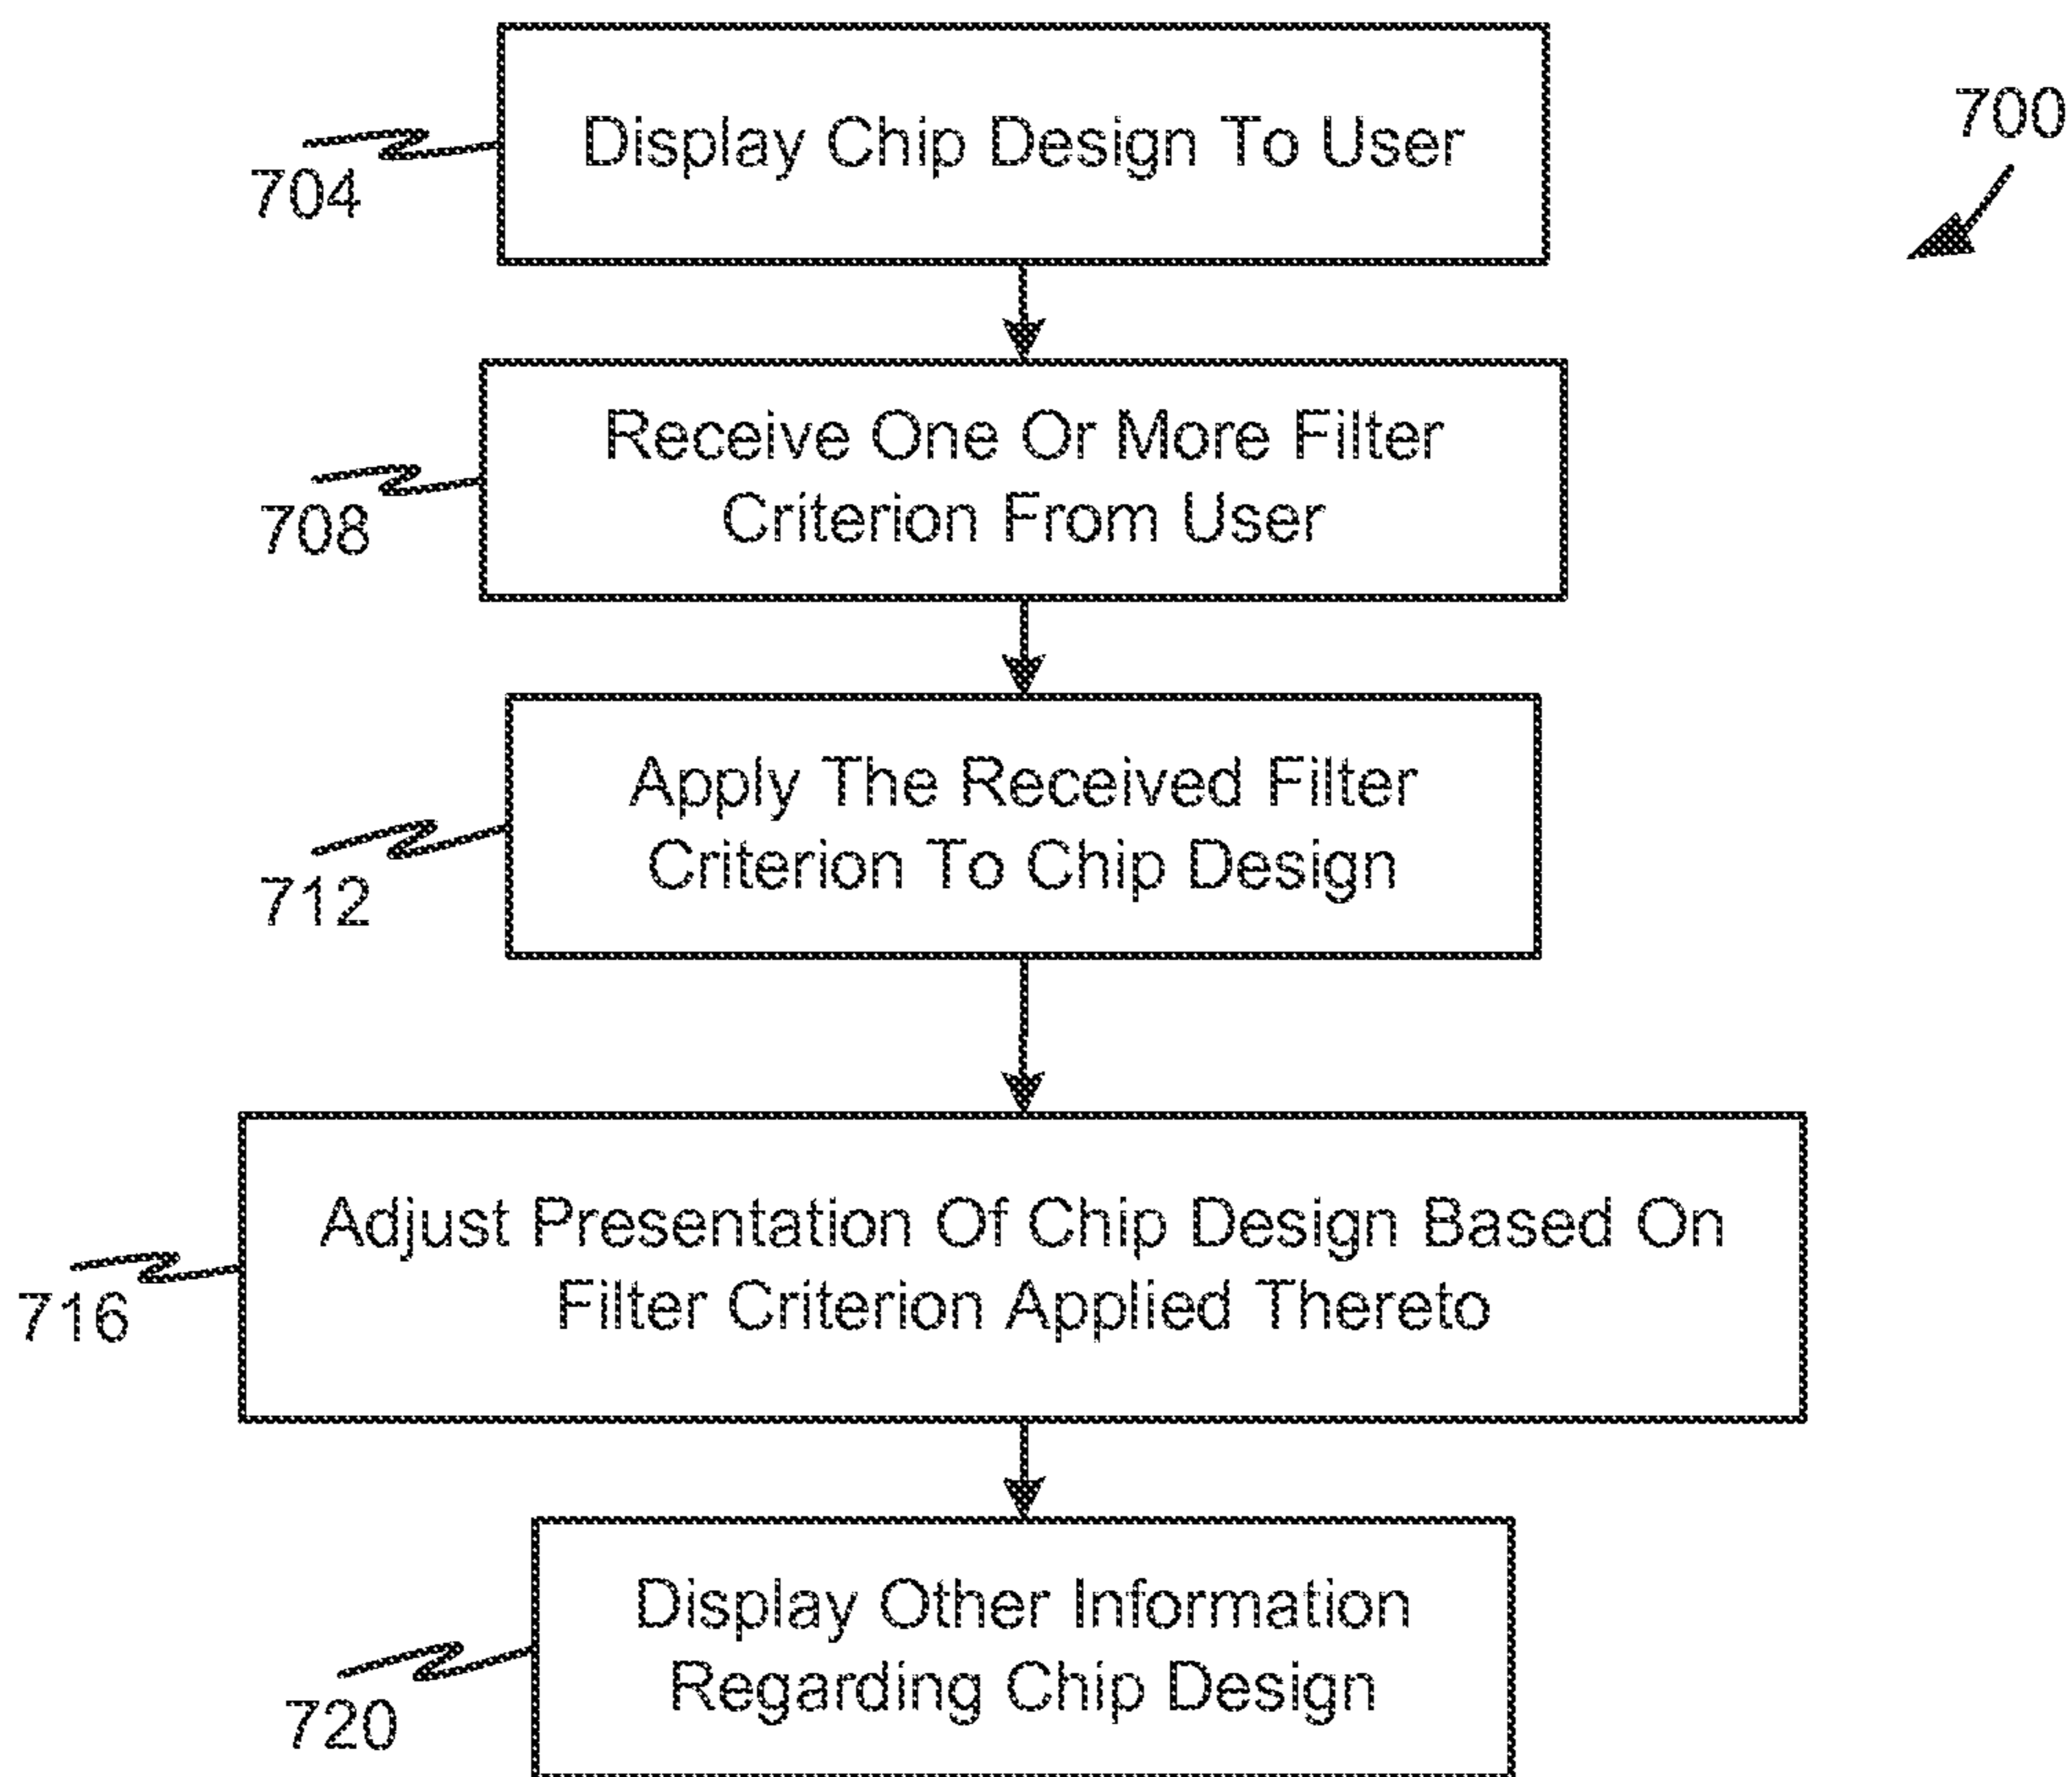 700
Display Chip Design To User
704
Receive One Or More Filter
Criterion From User
708
Apply The Received Filter
Criterion To Chip Design
712
Adjust Presentation Of Chip Design Based On
Filter Criterion Applied Thereto
716
Display Other Information
Regarding Chip Design
720